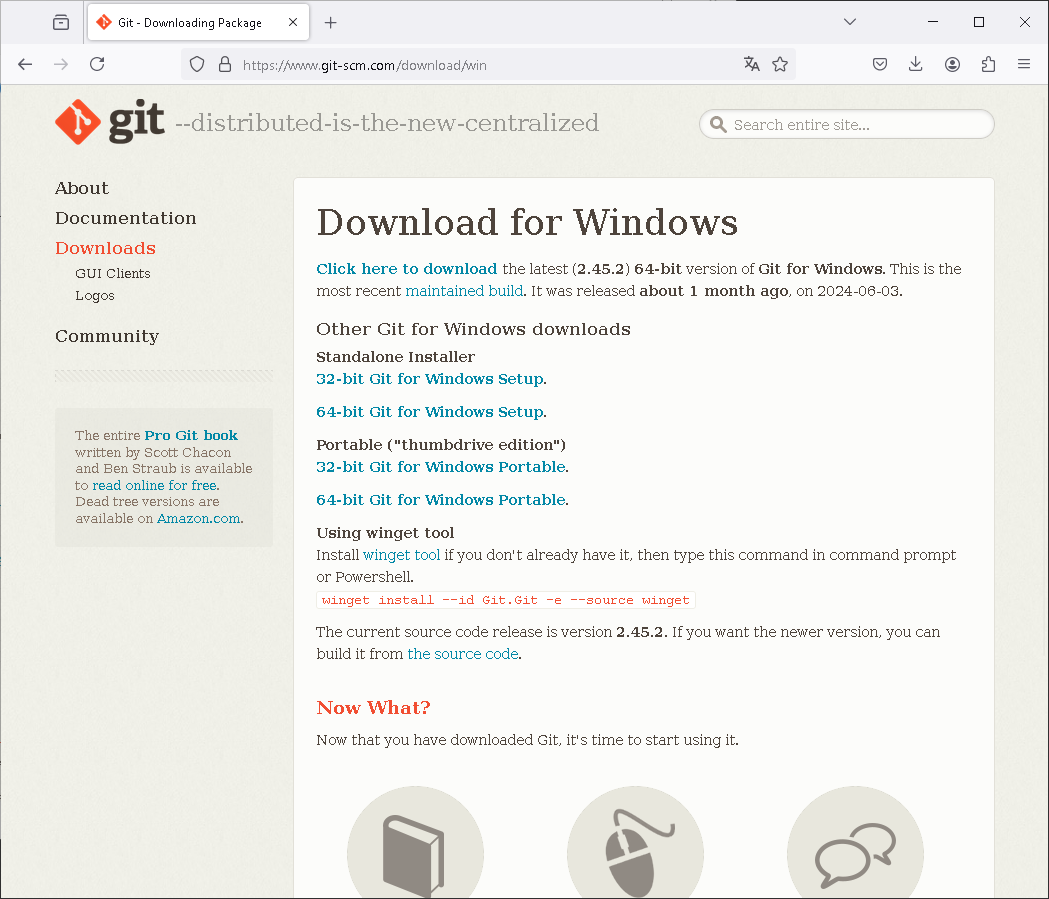 Git - Downloading Package
https://www.git-scm.com/download/win
git --distributed-is-the-new-centralized
Search entire site...
About
Documentation
Downloads
GUI Clients
Logos
Community
The entire Pro Git book
written by Scott Chacon
and Ben Straub is available
to read online for free.
Dead tree versions are
available on Amazon.com.
Download for Windows
Click here to download the latest (2.45.2) 64-bit version of Git for Windows. This is the
most recent maintained build. It was released about 1 month ago, on 2024-06-03.
Other Git for Windows downloads
Standalone Installer
32-bit Git for Windows Setup.
64-bit Git for Windows Setup.
Portable ("thumbdrive edition")
32-bit Git for Windows Portable.
64-bit Git for Windows Portable.
Using winget tool
Install winget tool if you don't already have it, then type this command in command prompt
or Powershell.
winget install --id Git.Git -e --source winget
The current source code release is version 2.45.2. If you want the newer version, you can
build it from the source code.
Now What?
Now that you have downloaded Git, it's time to start using it.